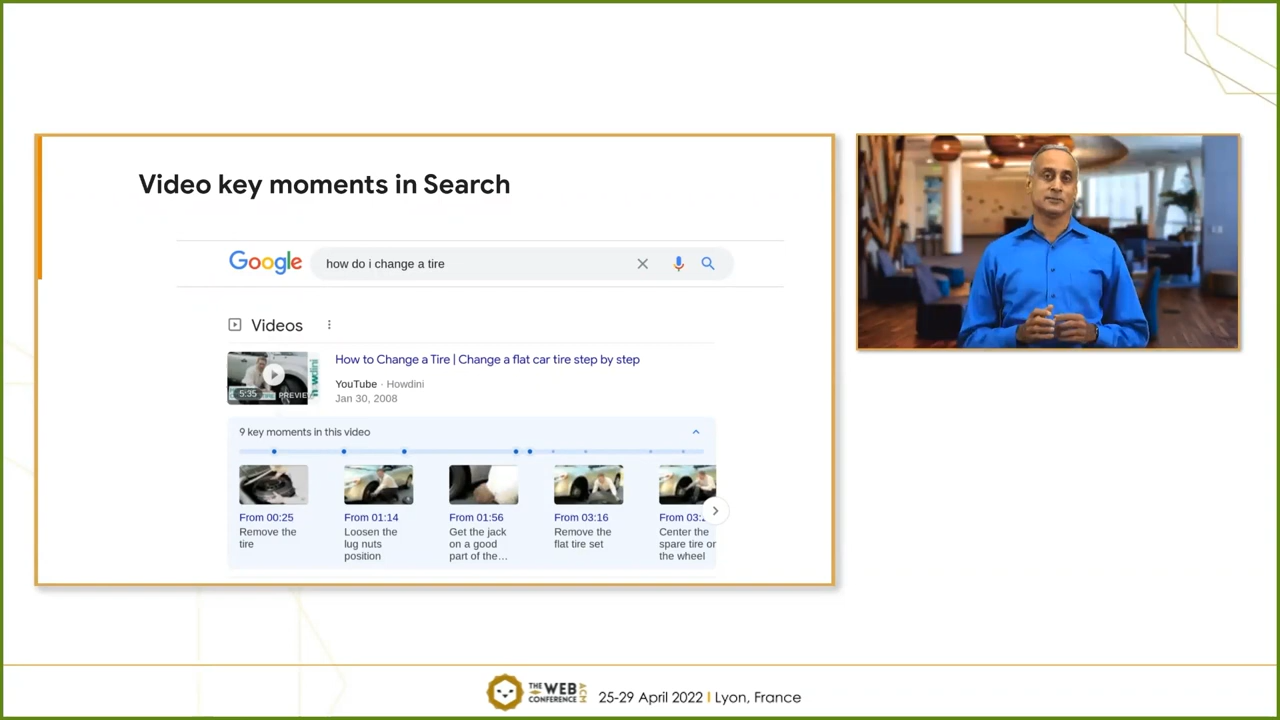 Video key moments in Search
Google
how do i change a tire
Videos
How to Change a Tire | Change a flat car tire step by step
YouTube · Howdini
Jan 30, 2008
5:35
PREVIEW
9 key moments in this video
From 00:25
Remove the
tire
From 01:14
Loosen the
lug nuts
position
From 01:56
Get the jack
on a good
part of the...
From 03:16
Remove the
flat tire set
From 03:
Center the
spare tire or
the wheel
THE WEB
CONFERENCE
ACM
25-29 April 2022 I Lyon, France